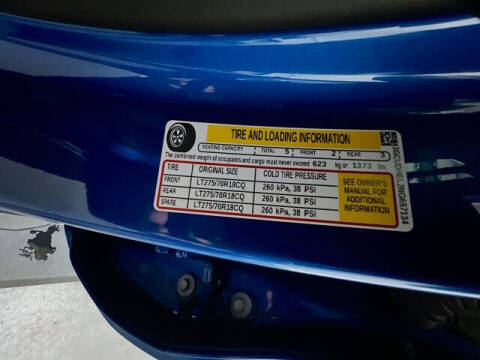 TIRE AND LOADING INFORMATION
SEATING CAPACITY TOTAL 5 FRONT 2 REAR 3
The combined weight of occupants and cargo must never exceed 623 kg or 1373 lbs
TIRE ORIGINAL SIZE COLD TIRE PRESSURE
FRONT LT275/70R18CQ 260 kPa, 38 PSI
REAR LT275/70R18CQ 260 kPa, 38 PSI
SPARE LT275/70R18CQ 260 kPa, 38 PSI
SEE OWNER'S
MANUAL FOR
ADDITIONAL
INFORMATION